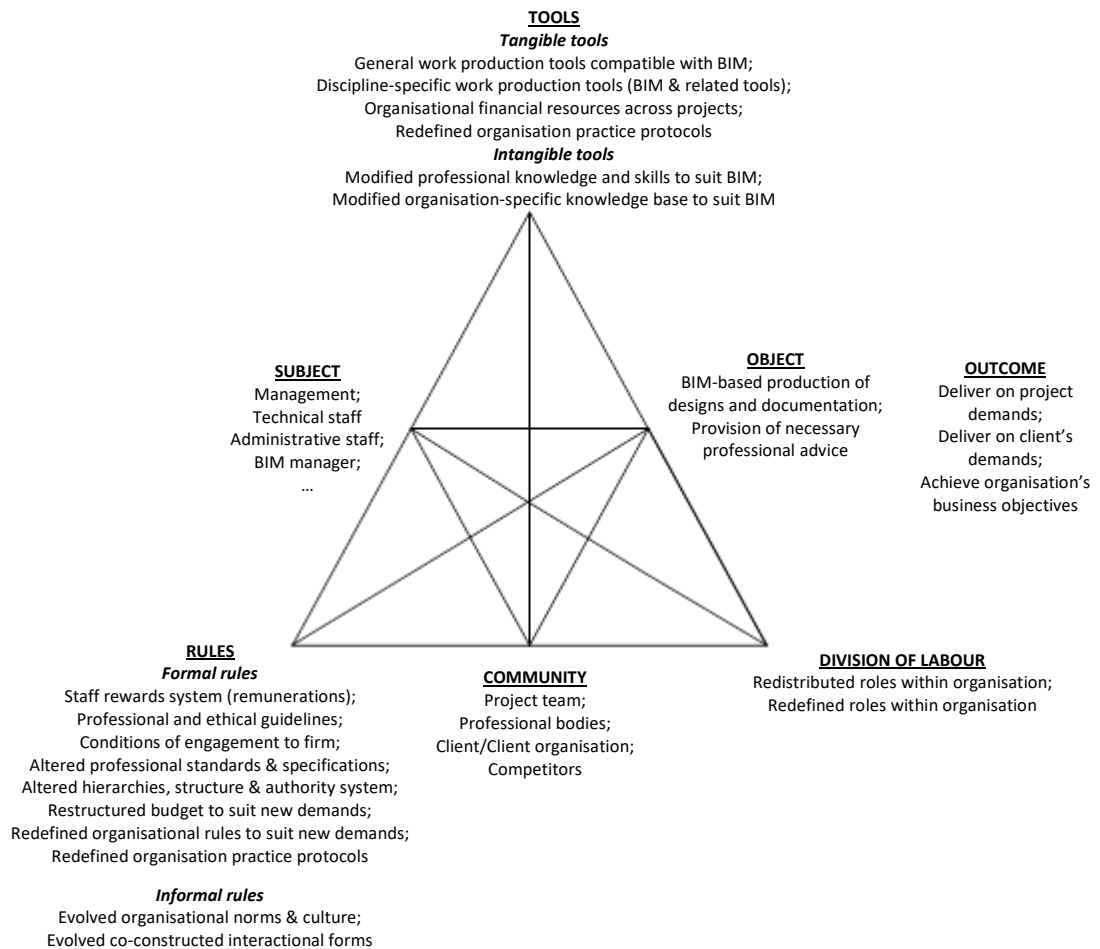 TOOLS
Tangible tools
General work production tools compatible with BIM;
Discipline-specific work production tools (BIM & related tools);
Organisational financial resources across projects;
Redefined organisation practice protocols
Intangible tools
Modified professional knowledge and skills to suit BIM;
Modified organisation-specific knowledge base to suit BIM
SUBJECT
Management;
Technical staff
Administrative staff;
BIM manager;
…
OBJECT
BIM-based production of
designs and documentation;
Provision of necessary
professional advice
OUTCOME
Deliver on project
demands;
Deliver on client’s
demands;
Achieve organisation’s
business objectives
RULES
Formal rules
Staff rewards system (remunerations);
Professional and ethical guidelines;
Conditions of engagement to firm;
Altered professional standards & specifications;
Altered hierarchies, structure & authority system;
Restructured budget to suit new demands;
Redefined organisational rules to suit new demands;
Redefined organisation practice protocols
Informal rules
Evolved organisational norms & culture;
Evolved co-constructed interactional forms
COMMUNITY
Project team;
Professional bodies;
Client/Client organisation;
Competitors
DIVISION OF LABOUR
Redistributed roles within organisation;
Redefined roles within organisation